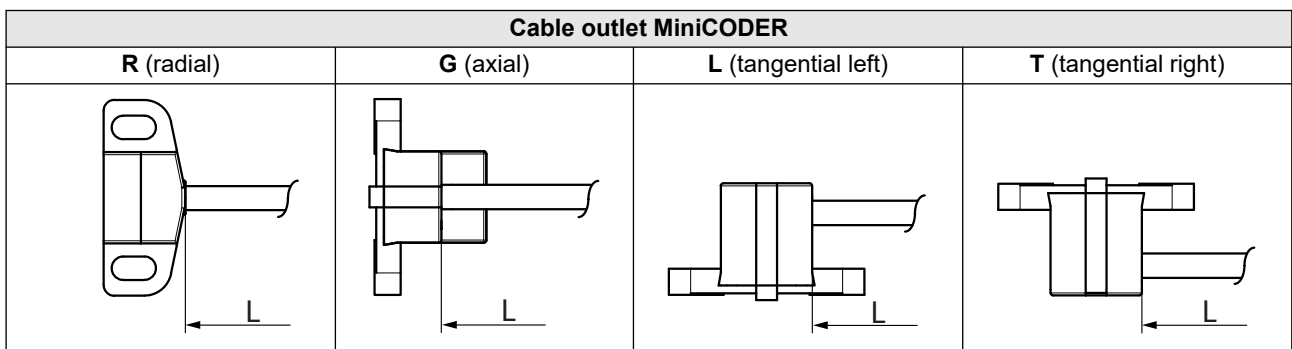 Cable outlet MiniCODER
R (radial)
G (axial)
L (tangential left)
T (tangential right)
L
L
L
L